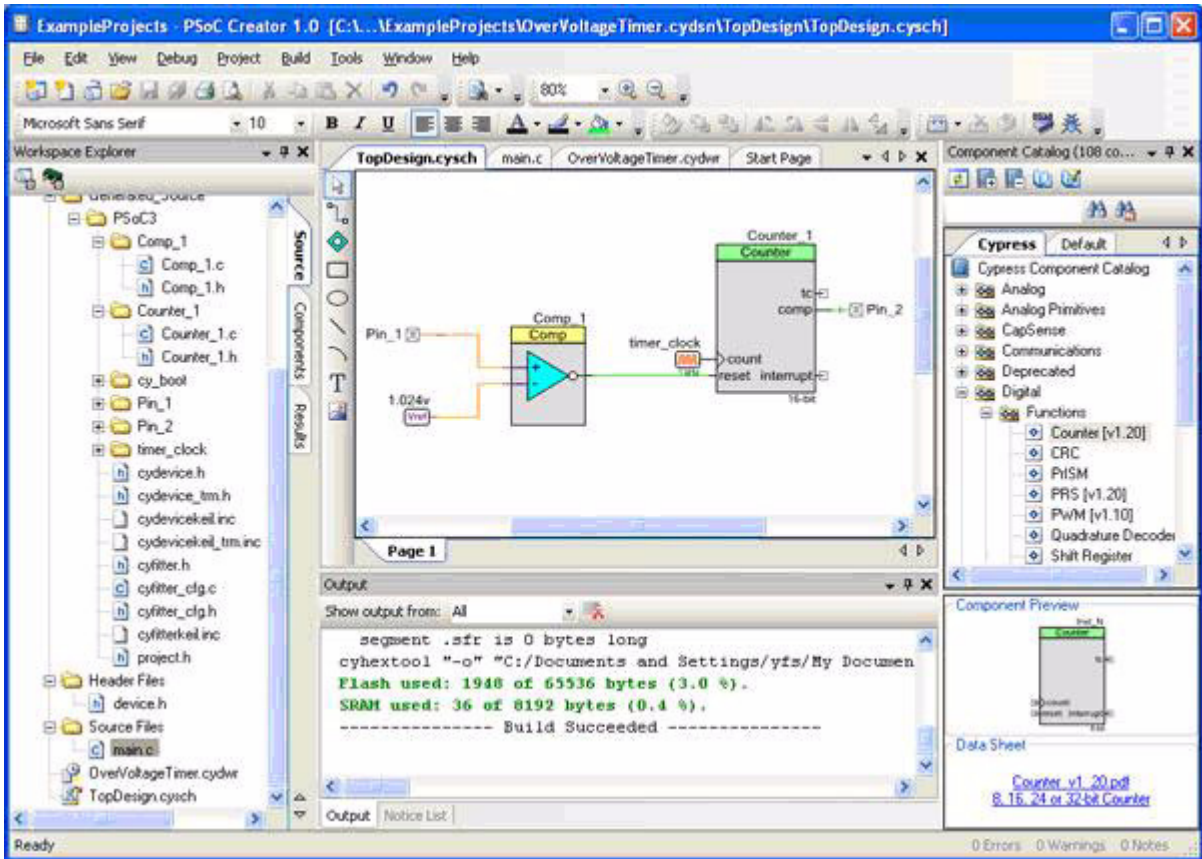 ExampleProjects - PSoC Creator 1.0 [C:\...\ExampleProjects\OverVoltageTimer.cydsn\TopDesign\TopDesign.cysch]
File Edit View Debug Project Build Tools Window Help
80%
Microsoft Sans Serif 10 B I U A
Workspace Explorer
Generated_Source
PSoC3
Comp_1
Comp_1.c
Comp_1.h
Counter_1
Counter_1.c
Counter_1.h
cy_boot
Pin_1
Pin_2
timer_clock
cydevice.h
cydevice_trm.h
cydevicekeil.inc
cydevicekeil_trm.inc
cyfitter.h
cyfitter_cfg.c
cyfitter_cfg.h
cyfitterkeil.inc
project.h
Header Files
device.h
Source Files
main.c
OverVoltageTimer.cydwr
TopDesign.cysch
Source
Components
Results
TopDesign.cysch main.c OverVoltageTimer.cydwr Start Page
T
Counter_1
Counter
tc
comp
Pin_2
Comp_1
Comp
Pin_1
timer_clock
count
reset interrupt
16-bit
1.024v
Vref
Page 1
Output
Show output from: All
segment .sfr is 0 bytes long
cyhextool "-o" "C:/Documents and Settings/yfs/My Documen
Flash used: 1948 of 65536 bytes (3.0 %).
SRAM used: 36 of 8192 bytes (0.4 %).
--------------- Build Succeeded ---------------
Output Notice List
Component Catalog (108 co...
Cypress Default
Cypress Component Catalog
Analog
Analog Primitives
CapSense
Communications
Deprecated
Digital
Functions
Counter [v1.20]
CRC
PrISM
PRS [v1.20]
PWM [v1.10]
Quadrature Decoder
Shift Register
Component Preview
Inst_N
Counter
tc
count
reset interrupt
Data Sheet
Counter_v1_20.pdf
8, 16, 24 or 32-bit Counter
Ready
0 Errors 0 Warnings 0 Notes